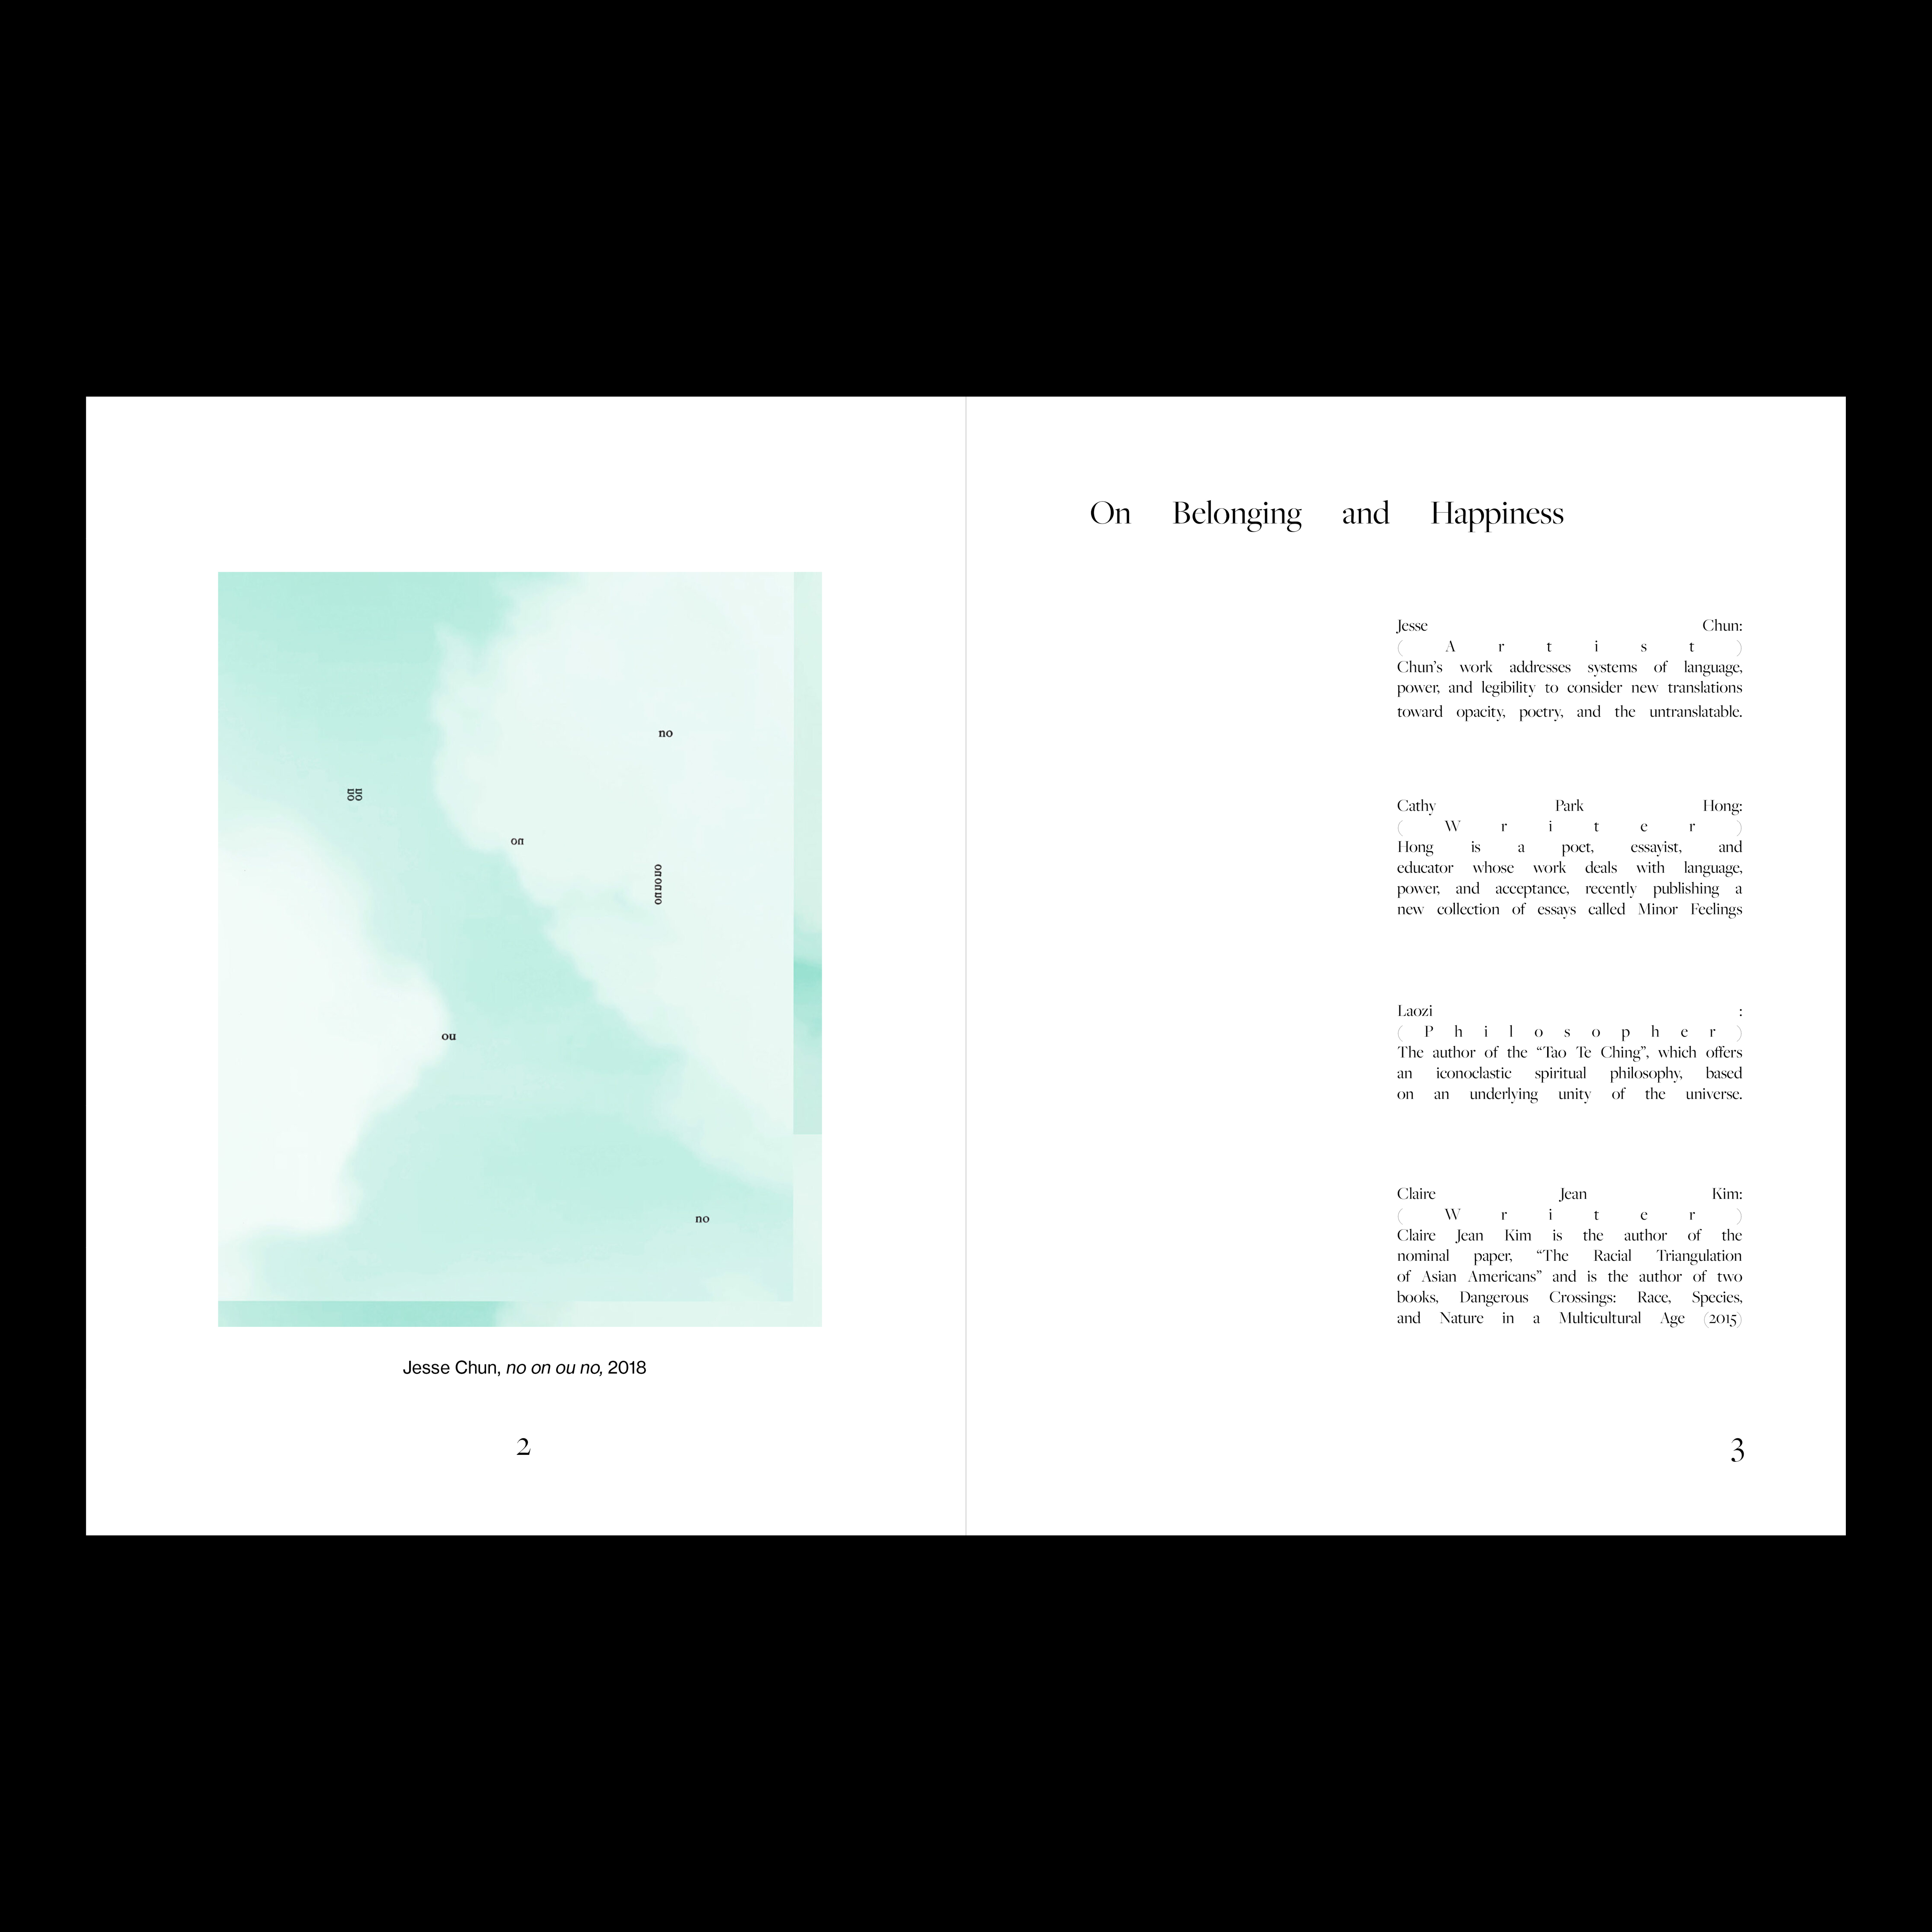 no
no
no
on
ononuo
ou
no
Jesse Chun, no on ou no, 2018
2
On Belonging and Happiness
Jesse Chun:
( A r t i s t )
Chun’s work addresses systems of language,
power, and legibility to consider new translations
toward opacity, poetry, and the untranslatable.
Cathy Park Hong:
( W r i t e r )
Hong is a poet, essayist, and
educator whose work deals with language,
power, and acceptance, recently publishing a
new collection of essays called Minor Feelings
Laozi :
( P h i l o s o p h e r )
The author of the “Tao Te Ching”, which offers
an iconoclastic spiritual philosophy, based
on an underlying unity of the universe.
Claire Jean Kim:
( W r i t e r )
Claire Jean Kim is the author of the
nominal paper, “The Racial Triangulation
of Asian Americans” and is the author of two
books, Dangerous Crossings: Race, Species,
and Nature in a Multicultural Age (2015)
3